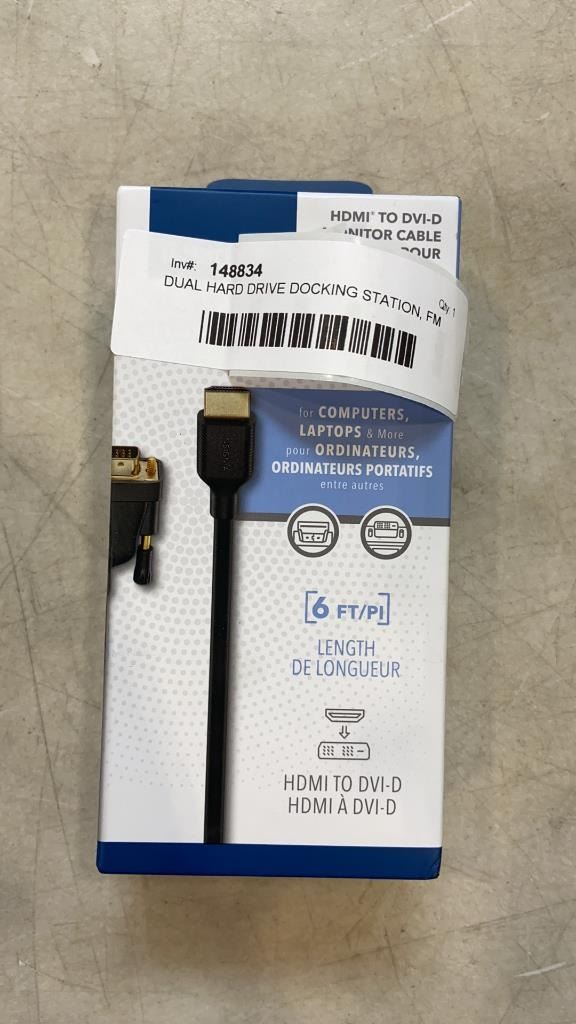 HDMI® TO DVI-D
MONITOR CABLE
POUR
Inv#: 148834
DUAL HARD DRIVE DOCKING STATION, FM
Qty 1
for COMPUTERS,
LAPTOPS & More
pour ORDINATEURS,
ORDINATEURS PORTATIFS
entre autres
[6 FT/PI]
LENGTH
DE LONGUEUR
HDMI TO DVI-D
HDMI À DVI-D